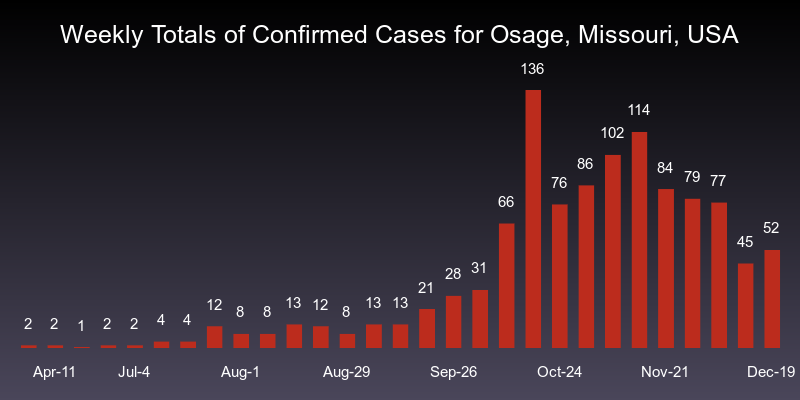 Weekly Totals of Confirmed Cases for Osage, Missouri, USA
2 2 1 2 2 4 4 12 8 8 13 12 8 13 13 21 28 31 66 136 76 86 102 114 84 79 77 45 52
Apr-11 Jul-4 Aug-1 Aug-29 Sep-26 Oct-24 Nov-21 Dec-19